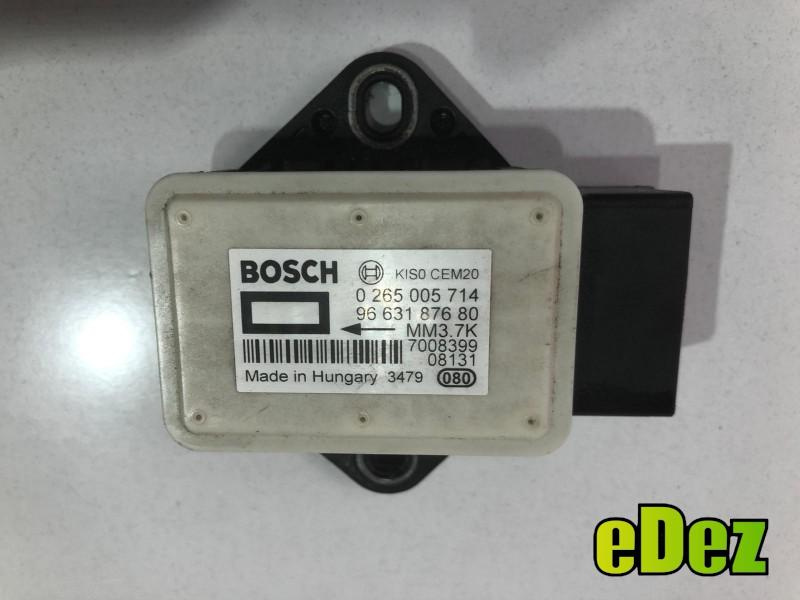 BOSCH KIS0 CEM20
0 265 005 714
96 631 876 80
MM3.7K
7008399
08131
Made in Hungary 3479 080
eDez